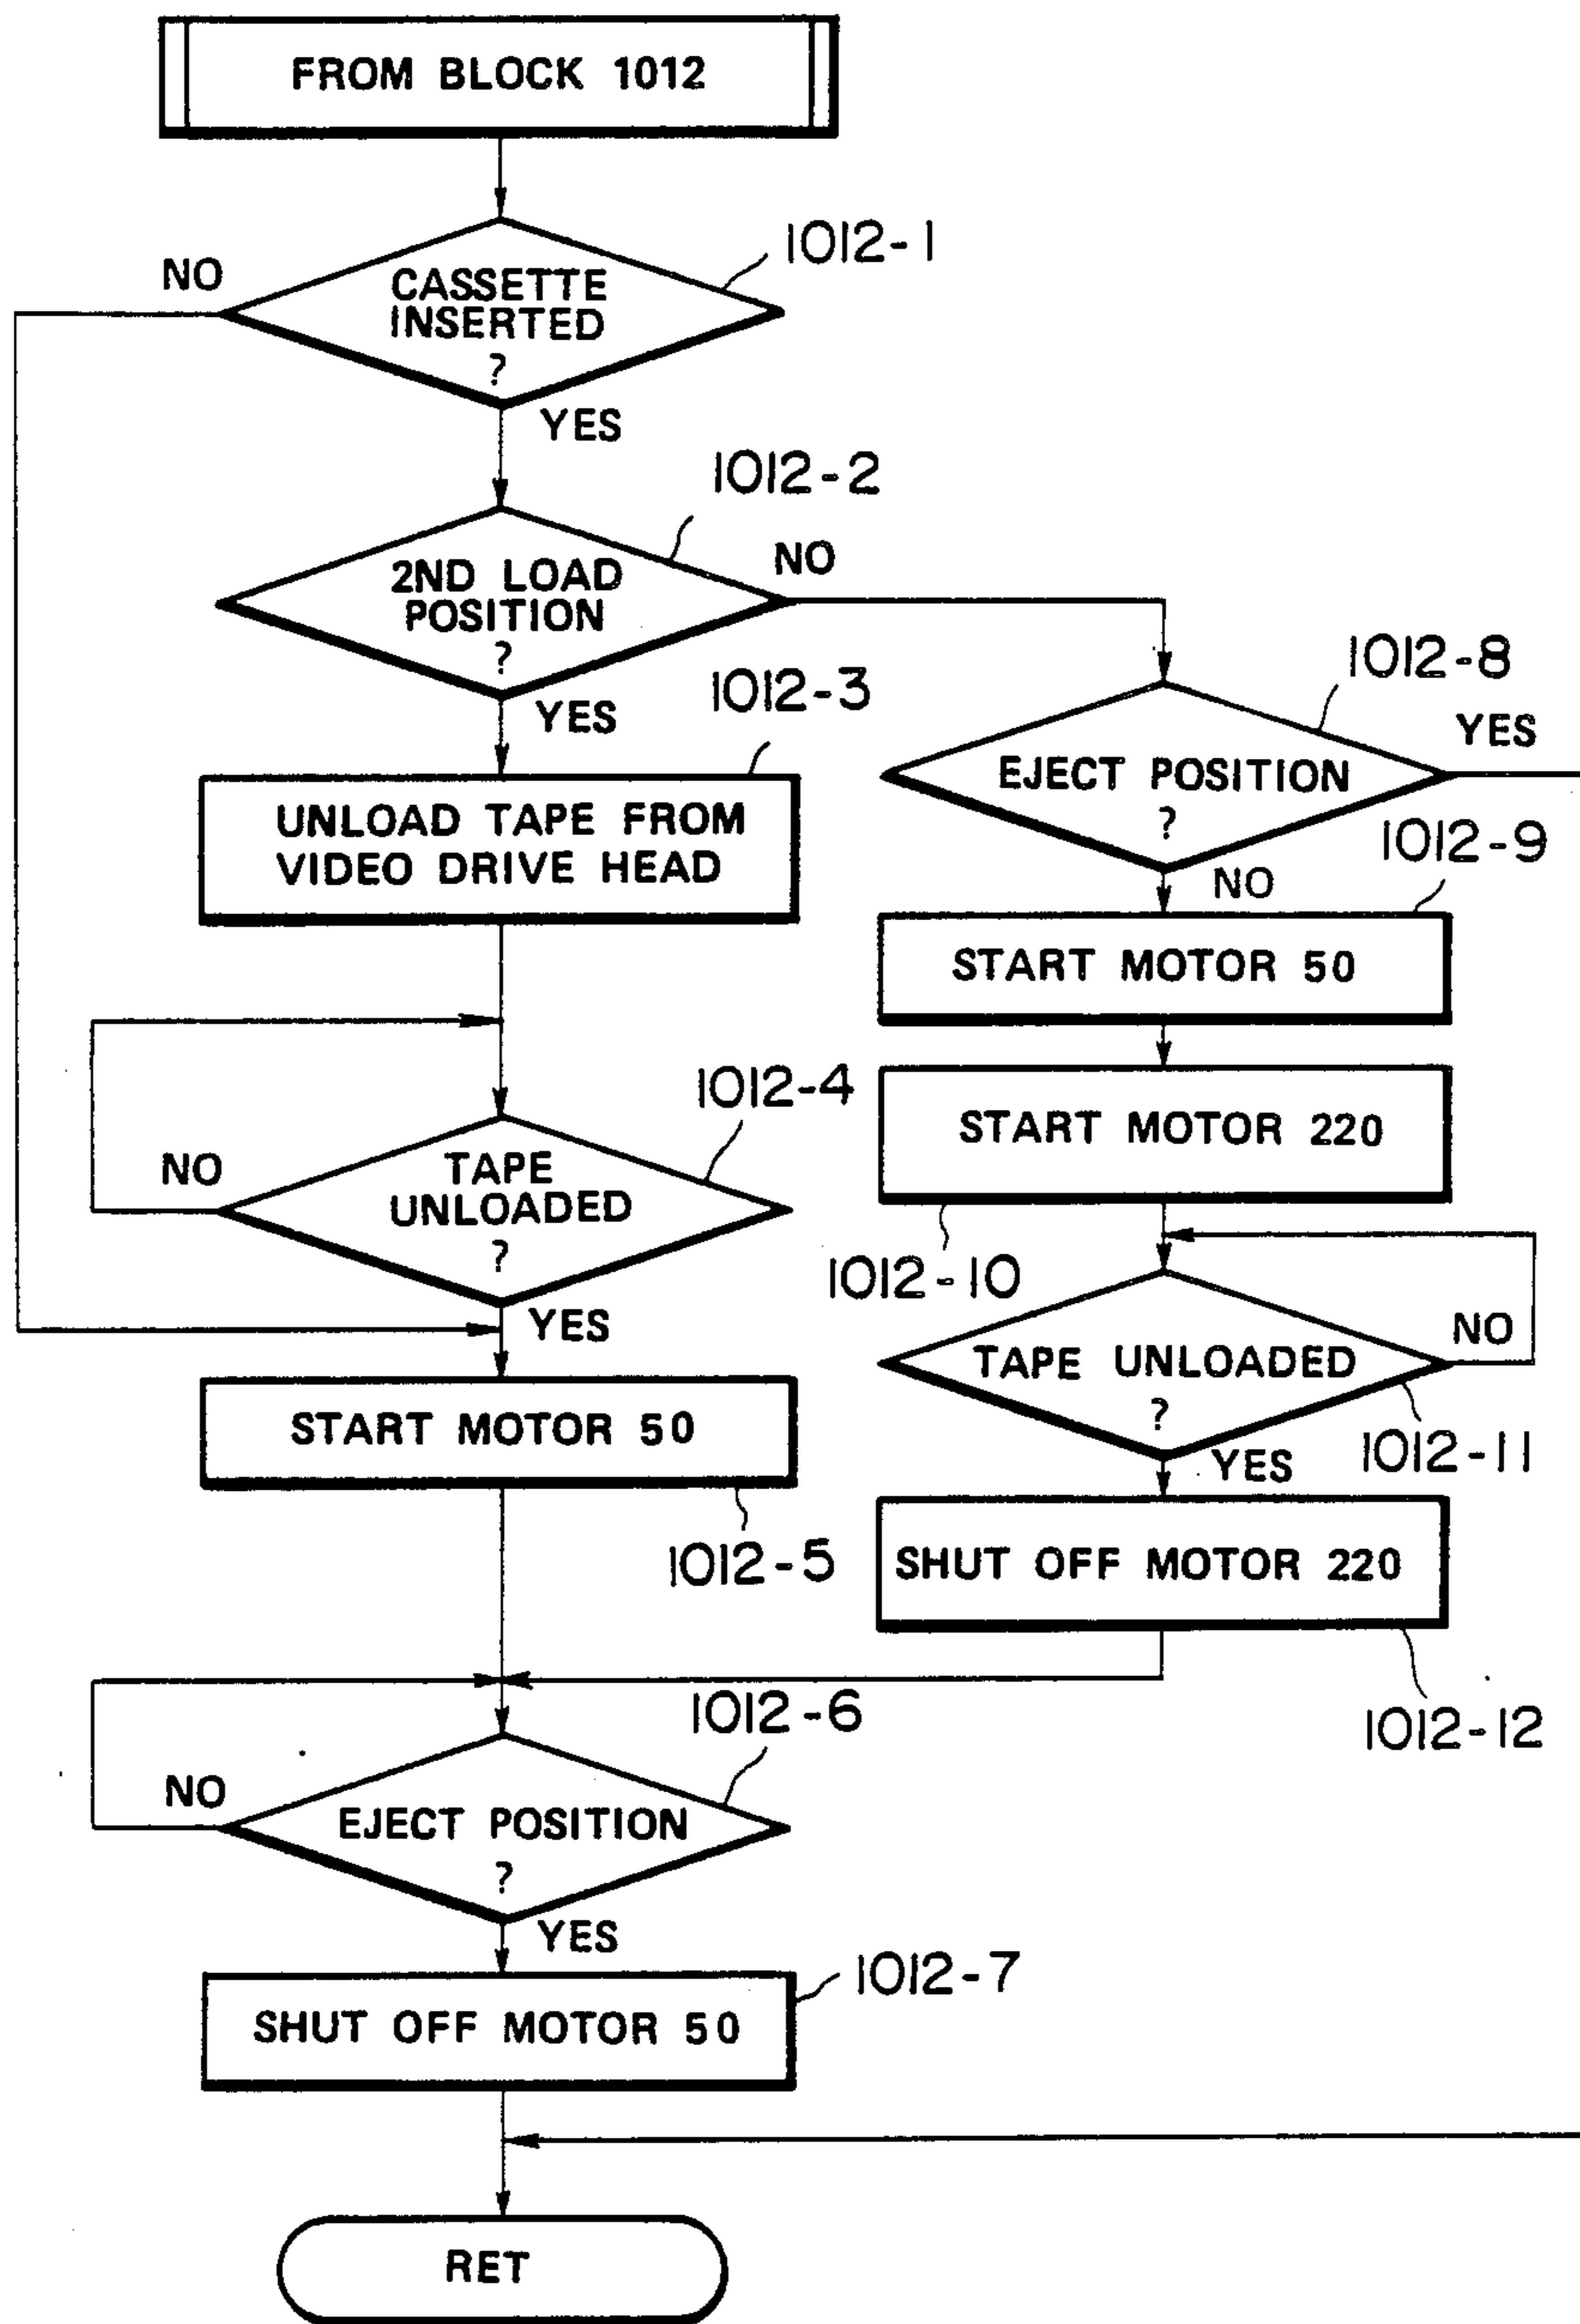 FROM BLOCK 1012
1012-1
NO
CASSETTE
INSERTED
?
YES
1012-2
NO
2ND LOAD
POSITION
?
YES
1012-3
UNLOAD TAPE FROM
VIDEO DRIVE HEAD
1012-8
YES
EJECT POSITION
?
NO
1012-9
START MOTOR 50
START MOTOR 220
1012-10
1012-4
NO
TAPE
UNLOADED
?
YES
NO
TAPE UNLOADED
?
YES
1012-11
START MOTOR 50
1012-5
SHUT OFF MOTOR 220
1012-12
1012-6
NO
EJECT POSITION
?
YES
1012-7
SHUT OFF MOTOR 50
RET